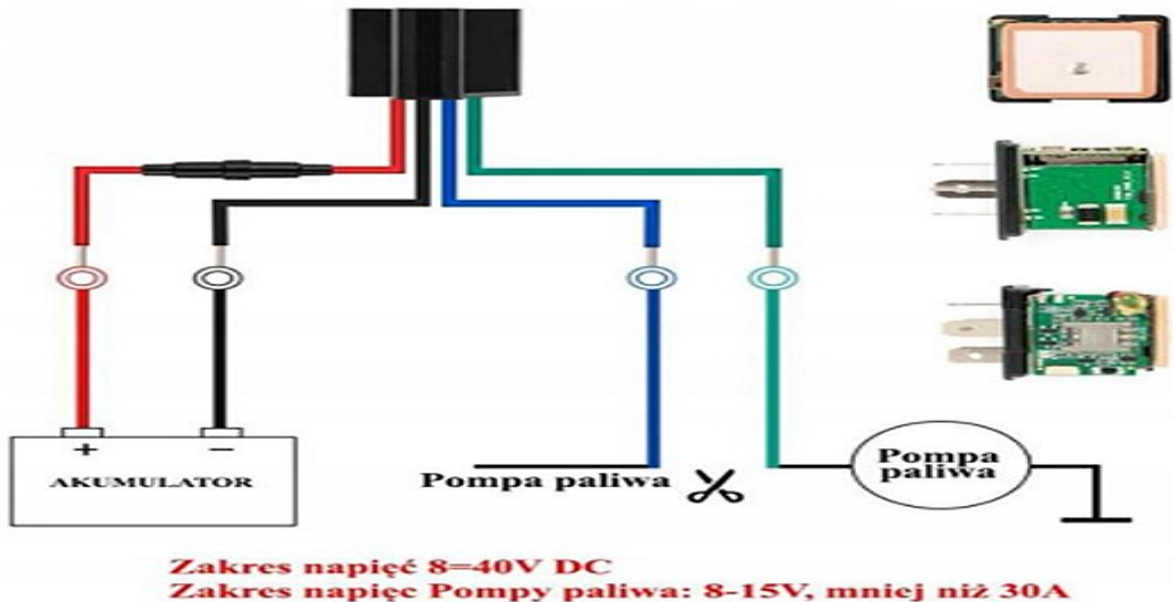 + −
AKUMULATOR
Pompa paliwa
Pompa
paliwa
Zakres napięć 8=40V DC
Zakres napięc Pompy paliwa: 8-15V, mniej niż 30A